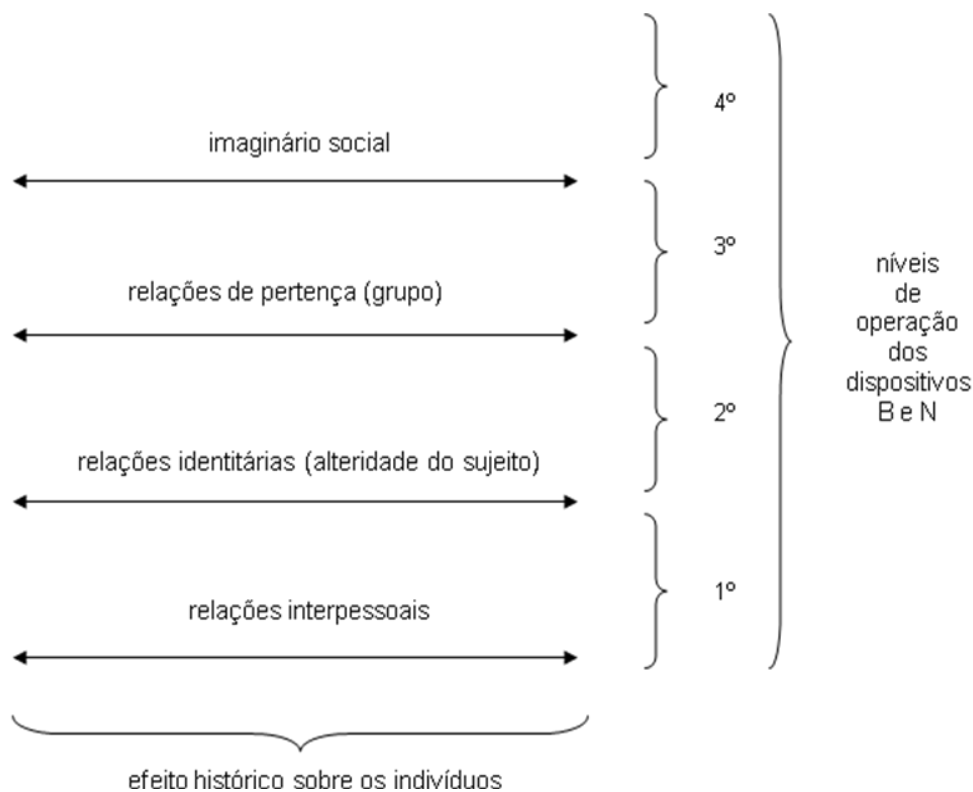 4º
imaginário social
3º
relações de pertença (grupo)
níveis
de
operação
dos
dispositivos
B e N
2º
relações identitárias (alteridade do sujeito)
1º
relações interpessoais
efeito histórico sobre os indivíduos